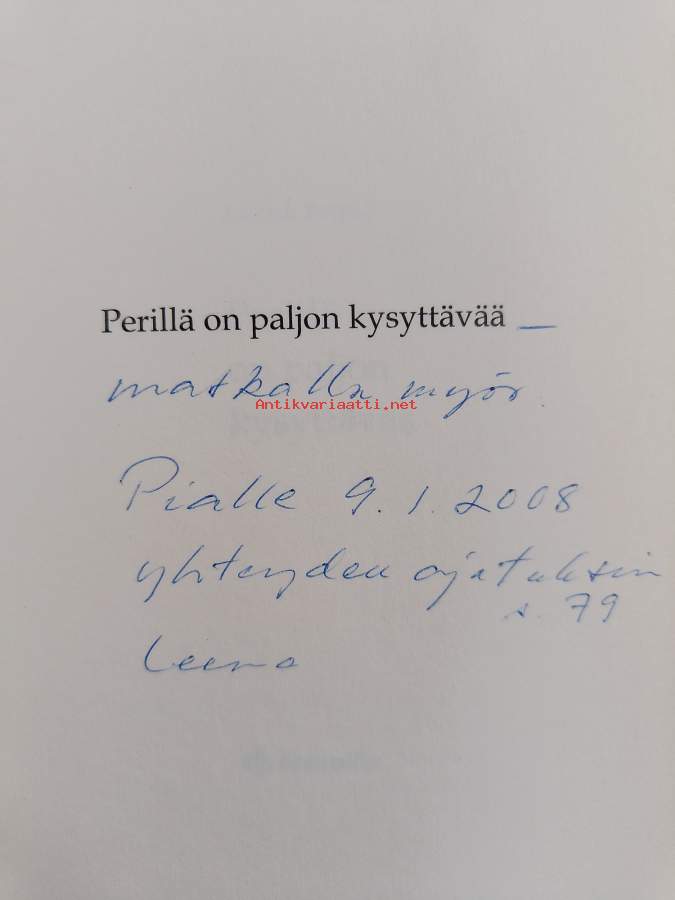 Perillä on paljon kysyttävää —
matkalla myös
Antikvariaatti.net
Pialle 9.1.2008
yhteyden ajatuksin
s. 79
Leena